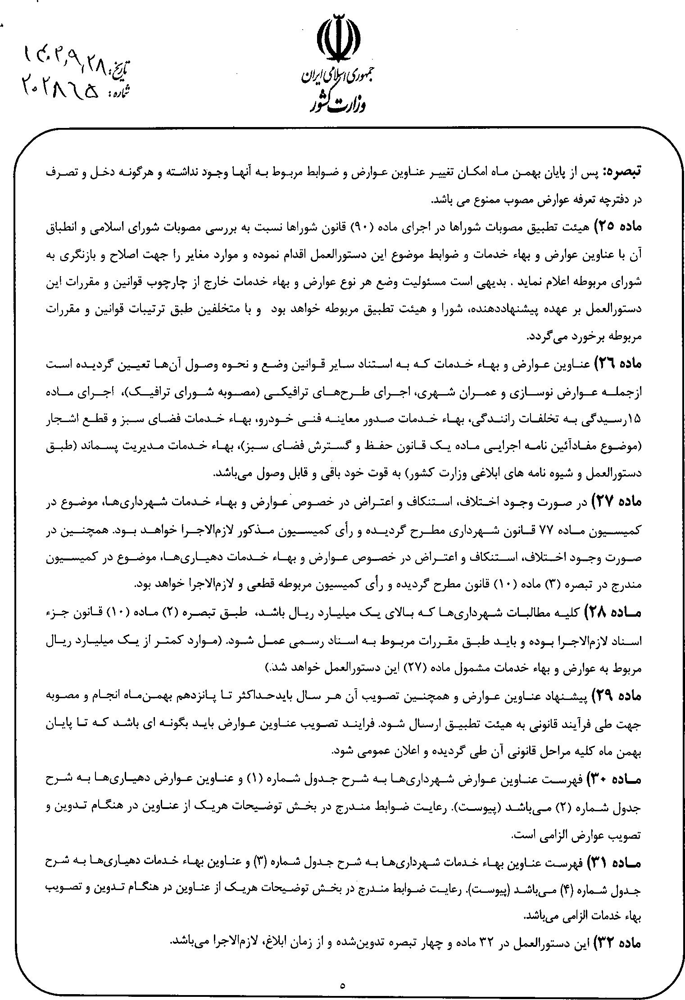 جمهوری اسلامی ایران
وزارت کشور
تاریخ: ۱۴۰۲,۹,۲۸
شماره: ۲۰۲۸۶۵
تبصره: پس از پایان بهمن ماه امکان تغییر عناوین عوارض و ضوابط مربوط به آنها وجود نداشته و هرگونه دخل و تصرف
در دفترچه تعرفه عوارض مصوب ممنوع می باشد.
ماده ۲۵) هیئت تطبیق مصوبات شوراها در اجرای ماده (۹۰) قانون شوراها نسبت به بررسی مصوبات شورای اسلامی و انطباق
آن با عناوین عوارض و بهاء خدمات و ضوابط موضوع این دستورالعمل اقدام نموده و موارد مغایر را جهت اصلاح و بازنگری به
شورای مربوطه اعلام نماید . بدیهی است مسئولیت وضع هر نوع عوارض و بهاء خدمات خارج از چارچوب قوانین و مقررات این
دستورالعمل بر عهده پیشنهاددهنده، شورا و هیئت تطبیق مربوطه خواهد بود و با متخلفین طبق ترتیبات قوانین و مقررات
مربوطه برخورد می‌گردد.
ماده ۲۶) عناوین عوارض و بهاء خدمات که به استناد سایر قوانین وضع و نحوه وصول آن‌ها تعیین گردیده است
ازجمله عوارض نوسازی و عمران شهری، اجرای طرح‌های ترافیکی (مصوبه شورای ترافیک)، اجرای ماده
۱۵رسیدگی به تخلفات رانندگی، بهاء خدمات صدور معاینه فنی خودرو، بهاء خدمات فضای سبز و قطع اشجار
(موضوع مفادآئین نامه اجرایی ماده یک قانون حفظ و گسترش فضای سبز)، بهاء خدمات مدیریت پسماند (طبق
دستورالعمل و شیوه نامه های ابلاغی وزارت کشور) به قوت خود باقی و قابل وصول می‌باشد.
ماده ۲۷) در صورت وجود اختلاف، استنکاف و اعتراض در خصوص عوارض و بهاء خدمات شهرداری‌ها، موضوع در
کمیسیون ماده ۷۷ قانون شهرداری مطرح گردیده و رأی کمیسیون مذکور لازم‌الاجرا خواهد بود. همچنین در
صورت وجود اختلاف، استنکاف و اعتراض در خصوص عوارض و بهاء خدمات دهیاری‌ها، موضوع در کمیسیون
مندرج در تبصره (۳) ماده (۱۰) قانون مطرح گردیده و رأی کمیسیون مربوطه قطعی و لازم‌الاجرا خواهد بود.
ماده ۲۸) کلیه مطالبات شهرداری‌ها که بالای یک میلیارد ریال باشد، طبق تبصره (۲) ماده (۱۰) قانون جزء
اسناد لازم‌الاجرا بوده و باید طبق مقررات مربوط به اسناد رسمی عمل شود. (موارد کمتر از یک میلیارد ریال
مربوط به عوارض و بهاء خدمات مشمول ماده (۲۷) این دستورالعمل خواهد شد.)
ماده ۲۹) پیشنهاد عناوین عوارض و همچنین تصویب آن هر سال بایدحداکثر تا پانزدهم بهمن‌ماه انجام و مصوبه
جهت طی فرآیند قانونی به هیئت تطبیق ارسال شود. فرایند تصویب عناوین عوارض باید بگونه ای باشد که تا پایان
بهمن ماه کلیه مراحل قانونی آن طی گردیده و اعلان عمومی شود.
ماده ۳۰) فهرست عناوین عوارض شهرداری‌ها به شرح جدول شماره (۱) و عناوین عوارض دهیاری‌ها به شرح
جدول شماره (۲) می‌باشد (پیوست). رعایت ضوابط مندرج در بخش توضیحات هریک از عناوین در هنگام تدوین و
تصویب عوارض الزامی است.
ماده ۳۱) فهرست عناوین بهاء خدمات شهرداری‌ها به شرح جدول شماره (۳) و عناوین بهاء خدمات دهیاری‌ها به شرح
جدول شماره (۴) می‌باشد (پیوست). رعایت ضوابط مندرج در بخش توضیحات هریک از عناوین در هنگام تدوین و تصویب
بهاء خدمات الزامی می‌باشد.
ماده ۳۲) این دستورالعمل در ۳۲ ماده و چهار تبصره تدوین‌شده و از زمان ابلاغ، لازم‌الاجرا می‌باشد.
۵